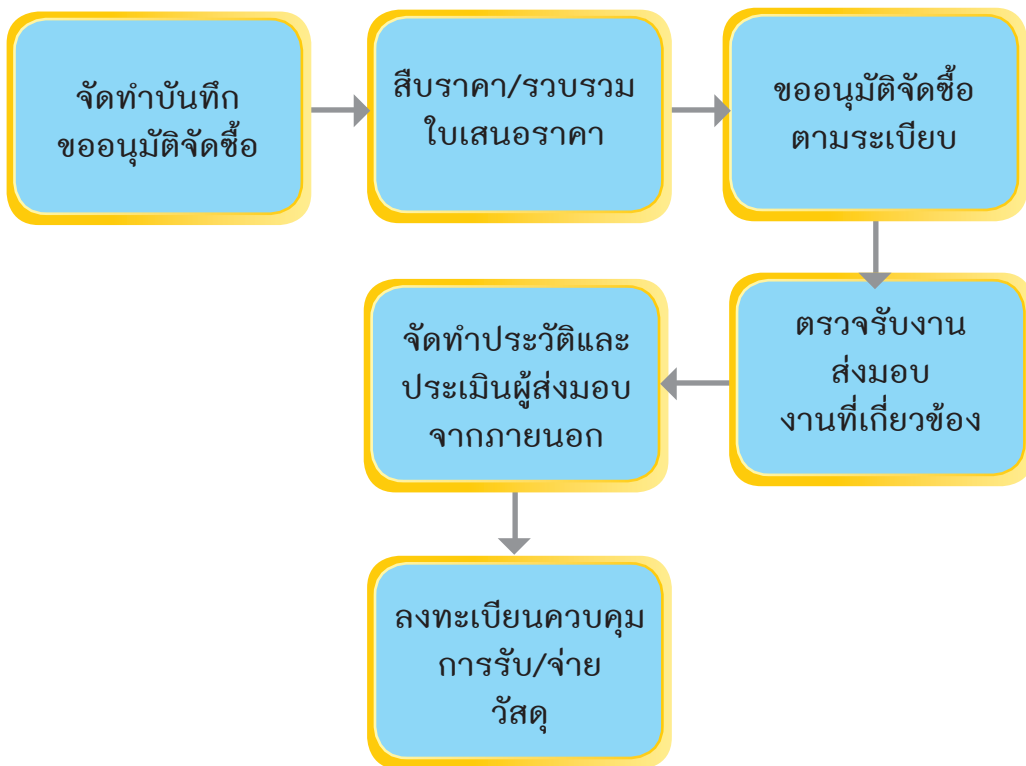 จัดทำบันทึก
ขออนุมัติจัดซื้อ
สืบราคา/รวบรวม
ใบเสนอราคา
ขออนุมัติจัดซื้อ
ตามระเบียบ
ตรวจรับงาน
ส่งมอบ
งานที่เกี่ยวข้อง
จัดทำประวัติและ
ประเมินผู้ส่งมอบ
จากภายนอก
ลงทะเบียนควบคุม
การรับ/จ่าย
วัสดุ